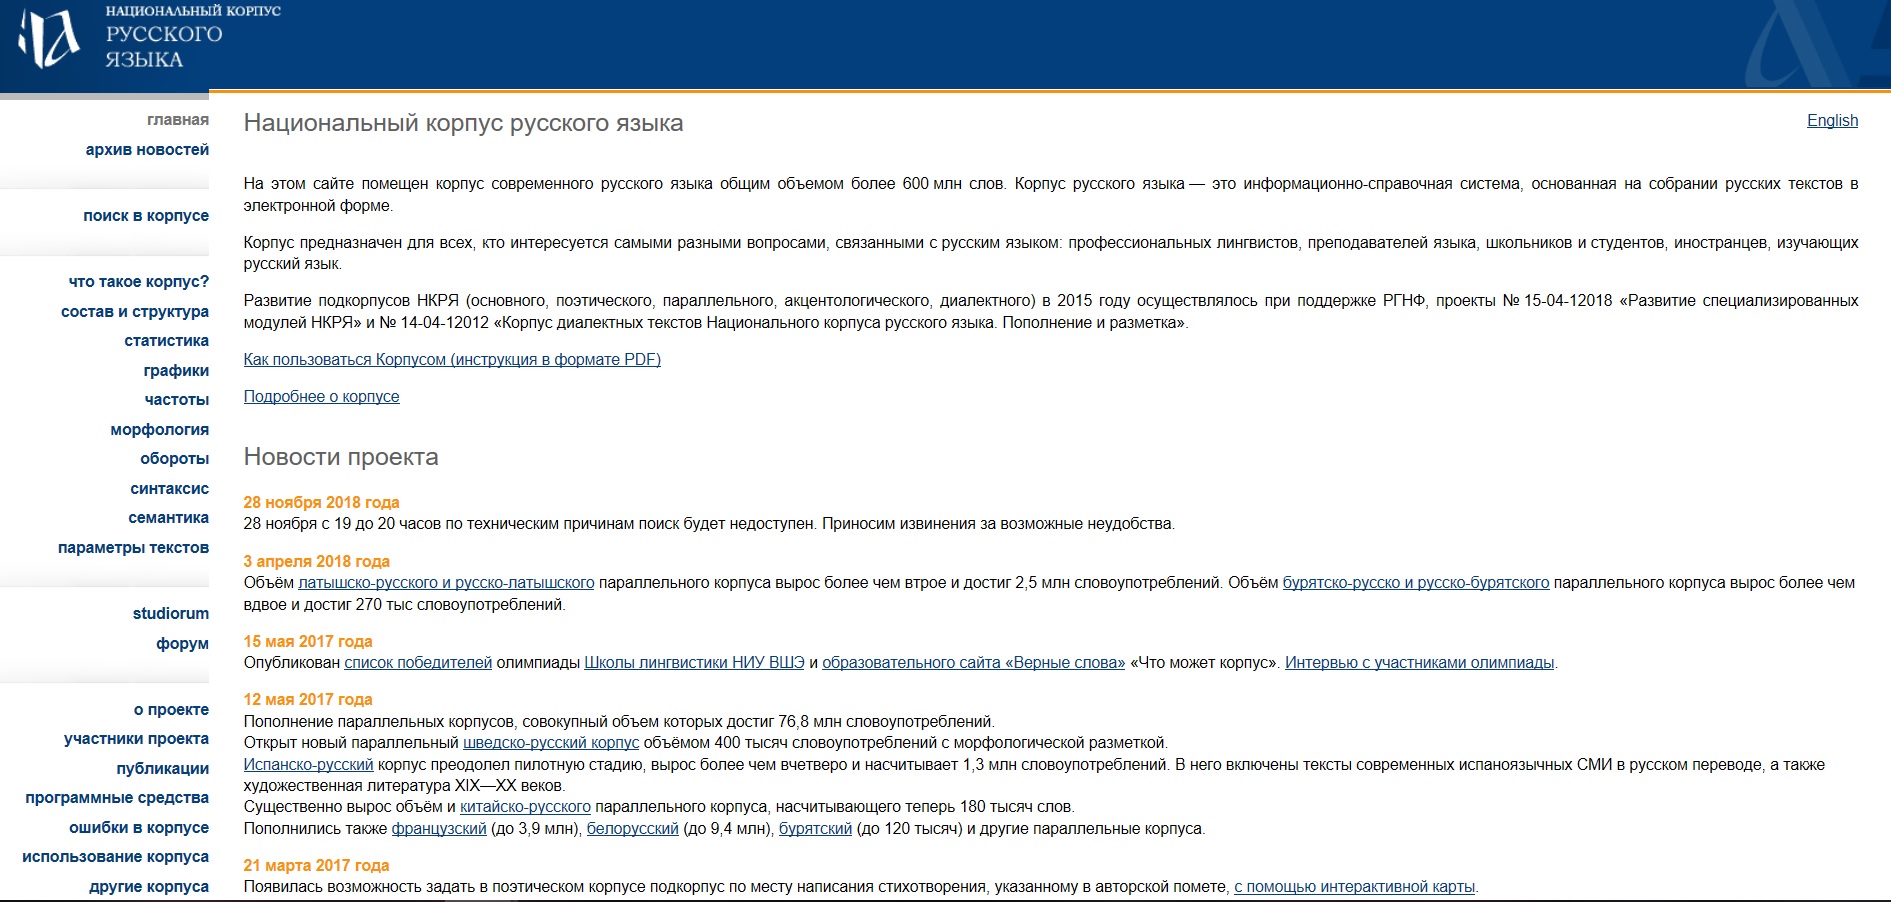 НАЦИОНАЛЬНЫЙ КОРПУС
РУССКОГО
ЯЗЫКА
главная
архив новостей
поиск в корпусе
что такое корпус?
состав и структура
статистика
графики
частоты
морфология
обороты
синтаксис
семантика
параметры текстов
studiorum
форум
о проекте
участники проекта
публикации
программные средства
ошибки в корпусе
использование корпуса
другие корпуса
Национальный корпус русского языка
English
На этом сайте помещен корпус современного русского языка общим объемом более 600 млн слов. Корпус русского языка — это информационно-справочная система, основанная на собрании русских текстов в
электронной форме.
Корпус предназначен для всех, кто интересуется самыми разными вопросами, связанными с русским языком: профессиональных лингвистов, преподавателей языка, школьников и студентов, иностранцев, изучающих
русский язык.
Развитие подкорпусов НКРЯ (основного, поэтического, параллельного, акцентологического, диалектного) в 2015 году осуществлялось при поддержке РГНФ, проекты № 15-04-12018 «Развитие специализированных
модулей НКРЯ» и № 14-04-12012 «Корпус диалектных текстов Национального корпуса русского языка. Пополнение и разметка».
Как пользоваться Корпусом (инструкция в формате PDF)
Подробнее о корпусе
Новости проекта
28 ноября 2018 года
28 ноября с 19 до 20 часов по техническим причинам поиск будет недоступен. Приносим извинения за возможные неудобства.
3 апреля 2018 года
Объём латышско-русского и русско-латышского параллельного корпуса вырос более чем втрое и достиг 2,5 млн словоупотреблений. Объём бурятско-русско и русско-бурятского параллельного корпуса вырос более чем
вдвое и достиг 270 тыс словоупотреблений.
15 мая 2017 года
Опубликован список победителей олимпиады Школы лингвистики НИУ ВШЭ и образовательного сайта «Верные слова» «Что может корпус». Интервью с участниками олимпиады.
12 мая 2017 года
Пополнение параллельных корпусов, совокупный объем которых достиг 76,8 млн словоупотреблений.
Открыт новый параллельный шведско-русский корпус объёмом 400 тысяч словоупотреблений с морфологической разметкой.
Испанско-русский корпус преодолел пилотную стадию, вырос более чем вчетверо и насчитывает 1,3 млн словоупотреблений. В него включены тексты современных испаноязычных СМИ в русском переводе, а также
художественная литература XIX—XX веков.
Существенно вырос объём и китайско-русского параллельного корпуса, насчитывающего теперь 180 тысяч слов.
Пополнились также французский (до 3,9 млн), белорусский (до 9,4 млн), бурятский (до 120 тысяч) и другие параллельные корпуса.
21 марта 2017 года
Появилась возможность задать в поэтическом корпусе подкорпус по месту написания стихотворения, указанному в авторской помете, с помощью интерактивной карты.